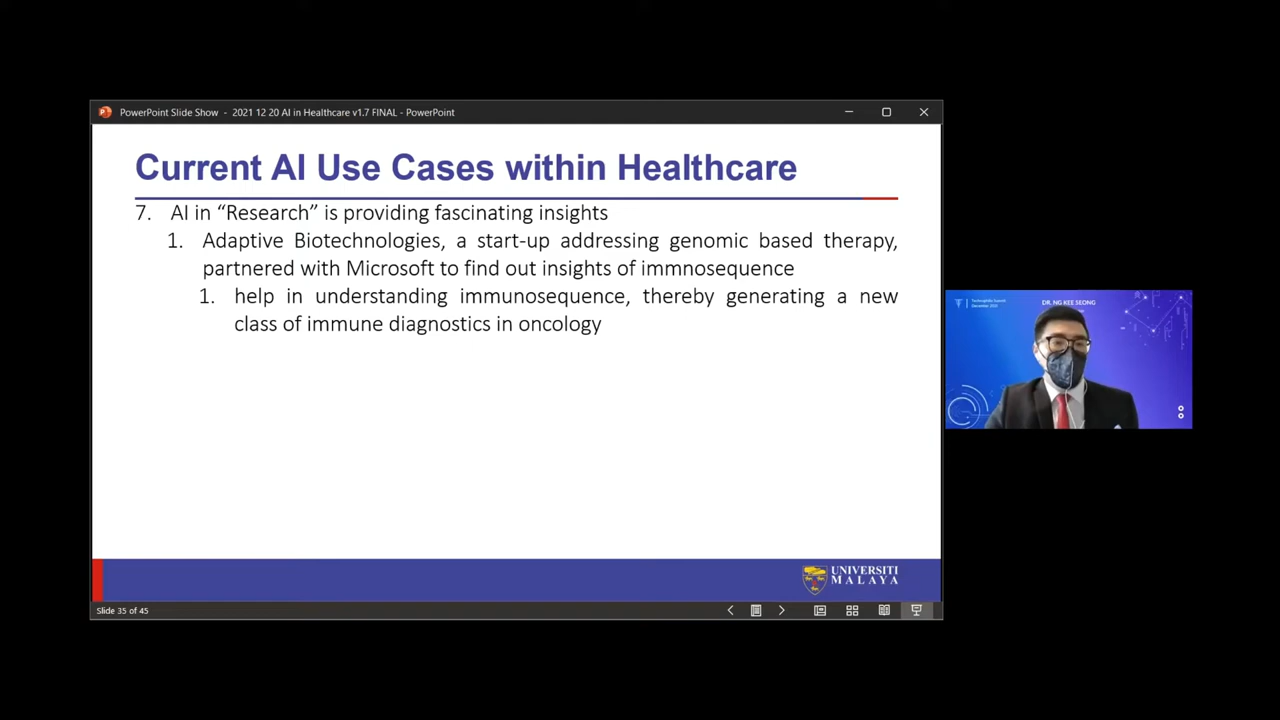 PowerPoint Slide Show - 2021 12 20 AI in Healthcare v1.7 FINAL - PowerPoint
Current AI Use Cases within Healthcare
7. AI in “Research” is providing fascinating insights
1. Adaptive Biotechnologies, a start-up addressing genomic based therapy,
partnered with Microsoft to find out insights of immnosequence
1. help in understanding immunosequence, thereby generating a new
class of immune diagnostics in oncology
DR. NG KEE SEONG
UNIVERSITI
MALAYA
Slide 35 of 45